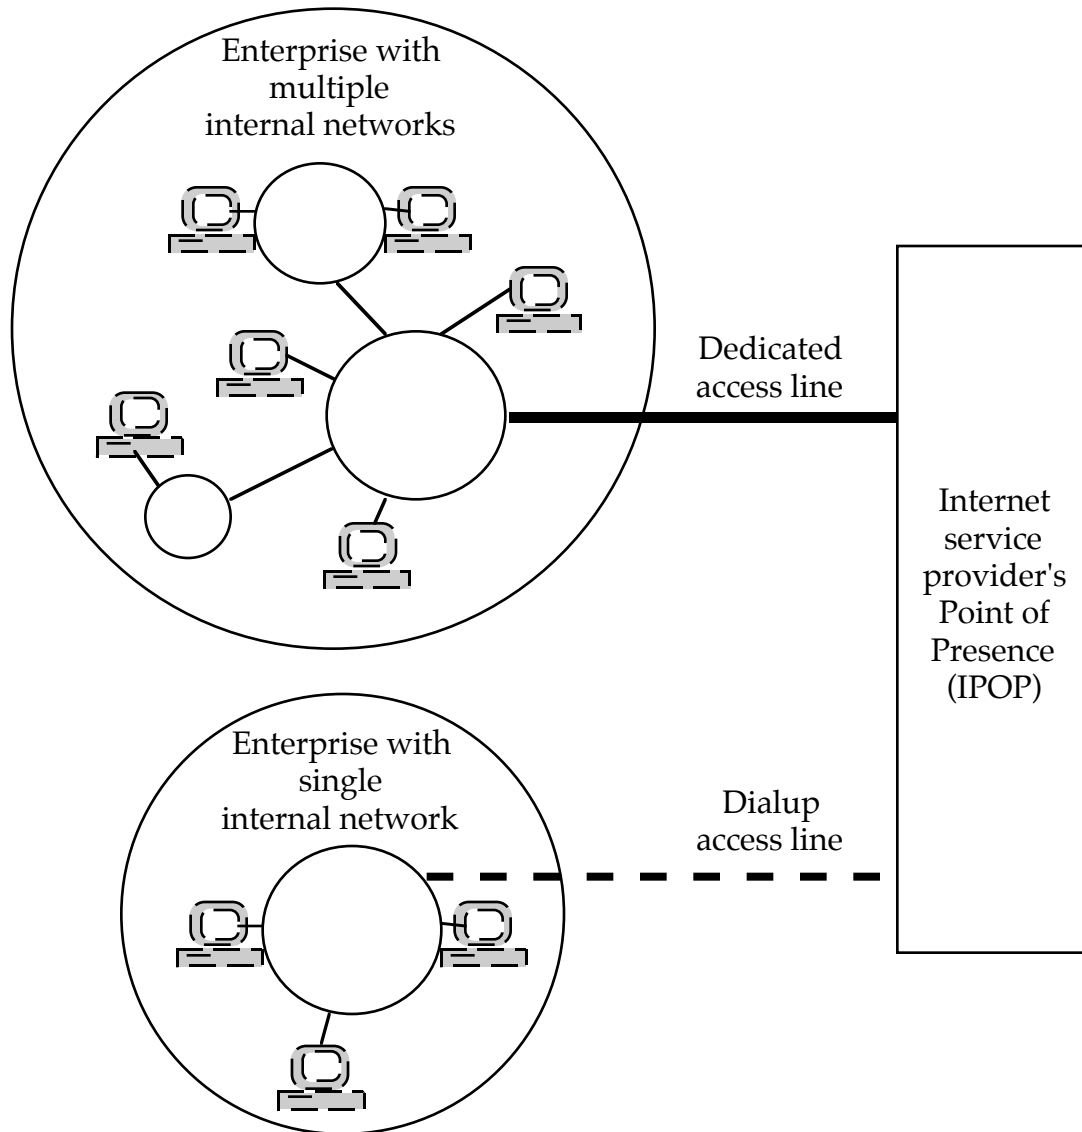 Enterprise with
multiple
internal networks
Dedicated
access line
Internet
service
provider's
Point of
Presence
(IPOP)
Enterprise with
single
internal network
Dialup
access line